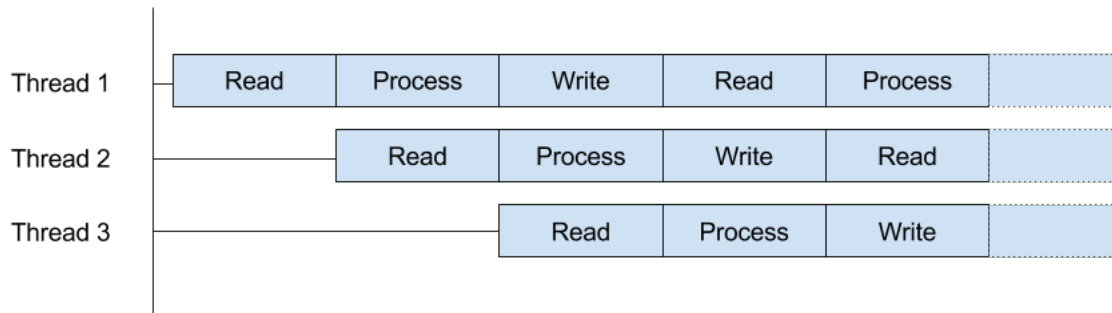 Thread 1 Read Process Write Read Process
Thread 2 Read Process Write Read
Thread 3 Read Process Write